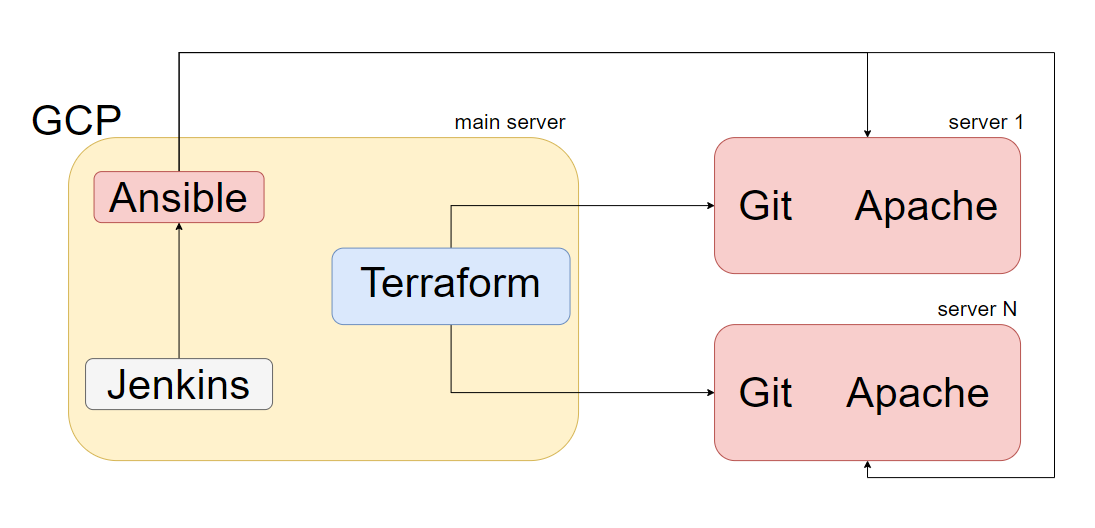 GCP
main server
server 1
Ansible
Git
Apache
Terraform
server N
Jenkins
Git
Apache